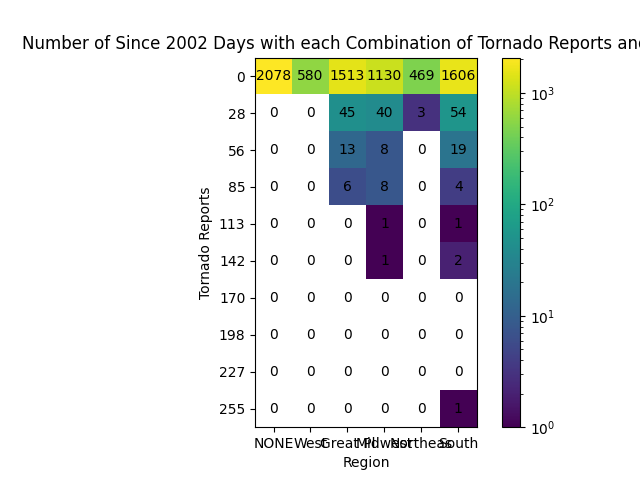 Number of Since 2002 Days with each Combination of Tornado Reports and
0 2078 580 1513 1130 469 1606
28 0 0 45 40 3 54
56 0 0 13 8 0 19
85 0 0 6 8 0 4
113 0 0 0 1 0 1
142 0 0 0 1 0 2
170 0 0 0 0 0 0
198 0 0 0 0 0 0
227 0 0 0 0 0 0
255 0 0 0 0 0 1
NONE West Great Pl Midwest Northeas South
Region
Tornado Reports
10³
10²
10¹
10⁰